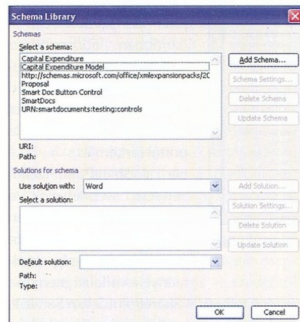 Schema Library
Schemas
Select a schema:
Capital Expenditure
Capital Expenditure Model
http://schemas.microsoft.com/office/xmlexpansionpacks/2C
Proposal
Smart Doc Button Control
SmartDocs
URN:smartdocuments:testing:controls
Add Schema...
Schema Settings...
Delete Schema
Update Schema
URI:
Path:
Solutions for schema
Use solution with: Word
Add Solution...
Select a solution:
Solution Settings...
Delete Solution
Update Solution
Default solution:
Path:
Type:
OK Cancel